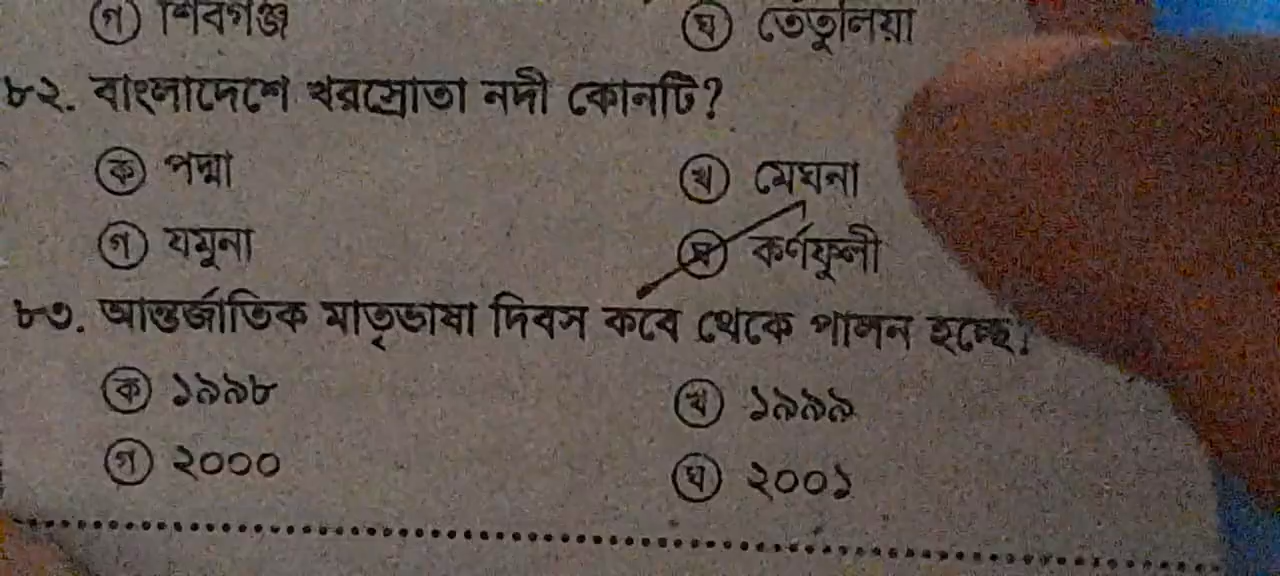 গ শিবগঞ্জ ঘ তেতুলিয়া
৮২. বাংলাদেশে খরস্রোতা নদী কোনটি?
ক পদ্মা খ মেঘনা
গ যমুনা ঘ কর্ণফুলী
৮৩. আন্তর্জাতিক মাতৃভাষা দিবস কবে থেকে পালন হচ্ছে?
ক ১৯৯৮ খ ১৯৯৯
গ ২০০০ ঘ ২০০১